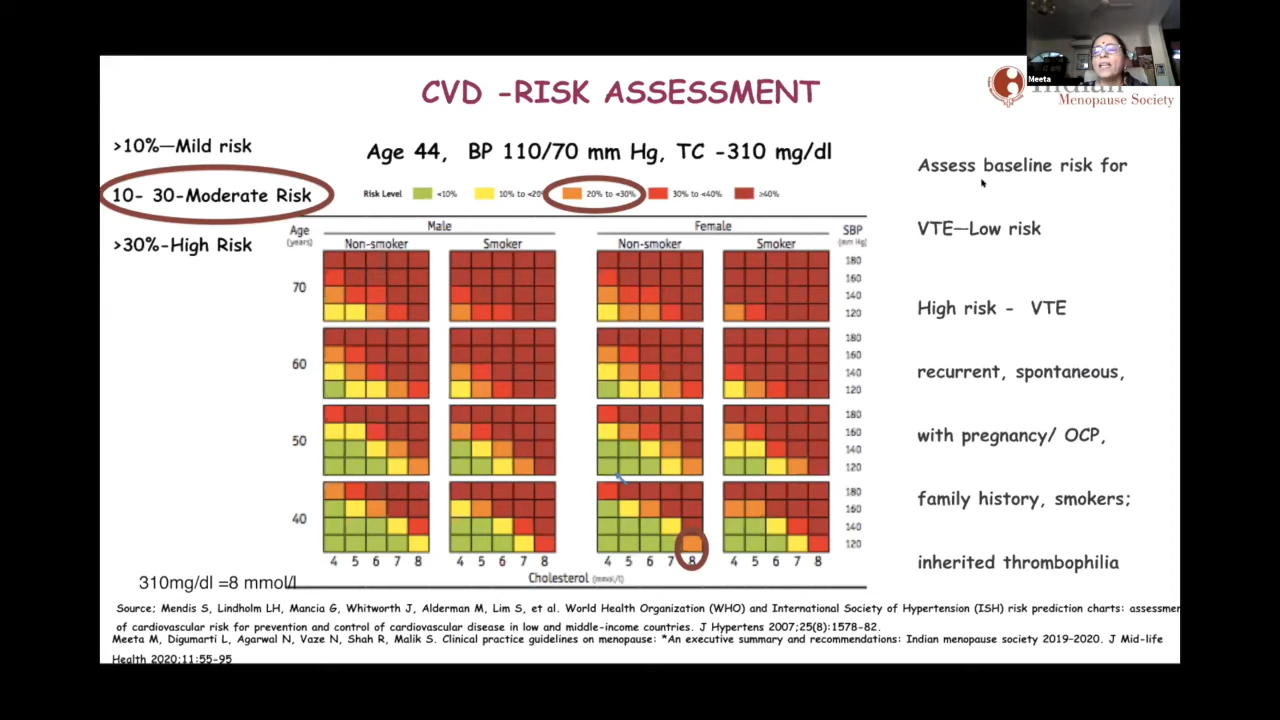 Meeta
Indian
Menopause Society
CVD -RISK ASSESSMENT
>10%—Mild risk
10- 30-Moderate Risk
>30%-High Risk
Age 44, BP 110/70 mm Hg, TC -310 mg/dl
Risk Level <10% 10% to <20% 20% to <30% 30% to <40% ≥40%
Male Female
Age (years) Non-smoker Smoker Non-smoker Smoker SBP (mm Hg)
70
180
160
140
120
60
180
160
140
120
50
180
160
140
120
40
180
160
140
120
4 5 6 7 8 4 5 6 7 8 4 5 6 7 8 4 5 6 7 8
Cholesterol (mmol/l)
310mg/dl =8 mmol/l
Assess baseline risk for
VTE—Low risk
High risk - VTE
recurrent, spontaneous,
with pregnancy/ OCP,
family history, smokers;
inherited thrombophilia
Source; Mendis S, Lindholm LH, Mancia G, Whitworth J, Alderman M, Lim S, et al. World Health Organization (WHO) and International Society of Hypertension (ISH) risk prediction charts: assessmen
of cardiovascular risk for prevention and control of cardiovascular disease in low and middle-income countries. J Hypertens 2007;25(8):1578-82.
Meeta M, Digumarti L, Agarwal N, Vaze N, Shah R, Malik S. Clinical practice guidelines on menopause: *An executive summary and recommendations: Indian menopause society 2019-2020. J Mid-life
Health 2020;11:55-95